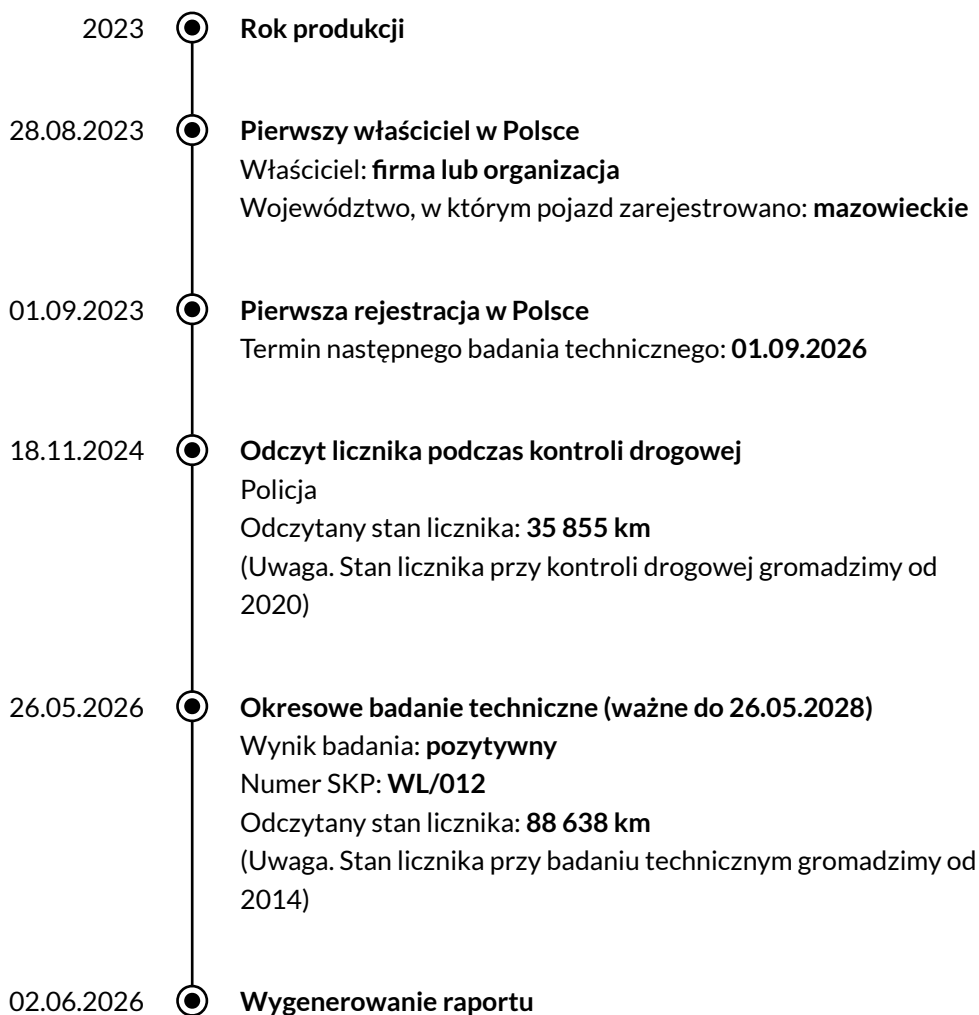 2023 Rok produkcji
28.08.2023 Pierwszy właściciel w Polsce
Właściciel: firma lub organizacja
Województwo, w którym pojazd zarejestrowano: mazowieckie
01.09.2023 Pierwsza rejestracja w Polsce
Termin następnego badania technicznego: 01.09.2026
18.11.2024 Odczyt licznika podczas kontroli drogowej
Policja
Odczytany stan licznika: 35 855 km
(Uwaga. Stan licznika przy kontroli drogowej gromadzimy od
2020)
26.05.2026 Okresowe badanie techniczne (ważne do 26.05.2028)
Wynik badania: pozytywny
Numer SKP: WL/012
Odczytany stan licznika: 88 638 km
(Uwaga. Stan licznika przy badaniu technicznym gromadzimy od
2014)
02.06.2026 Wygenerowanie raportu